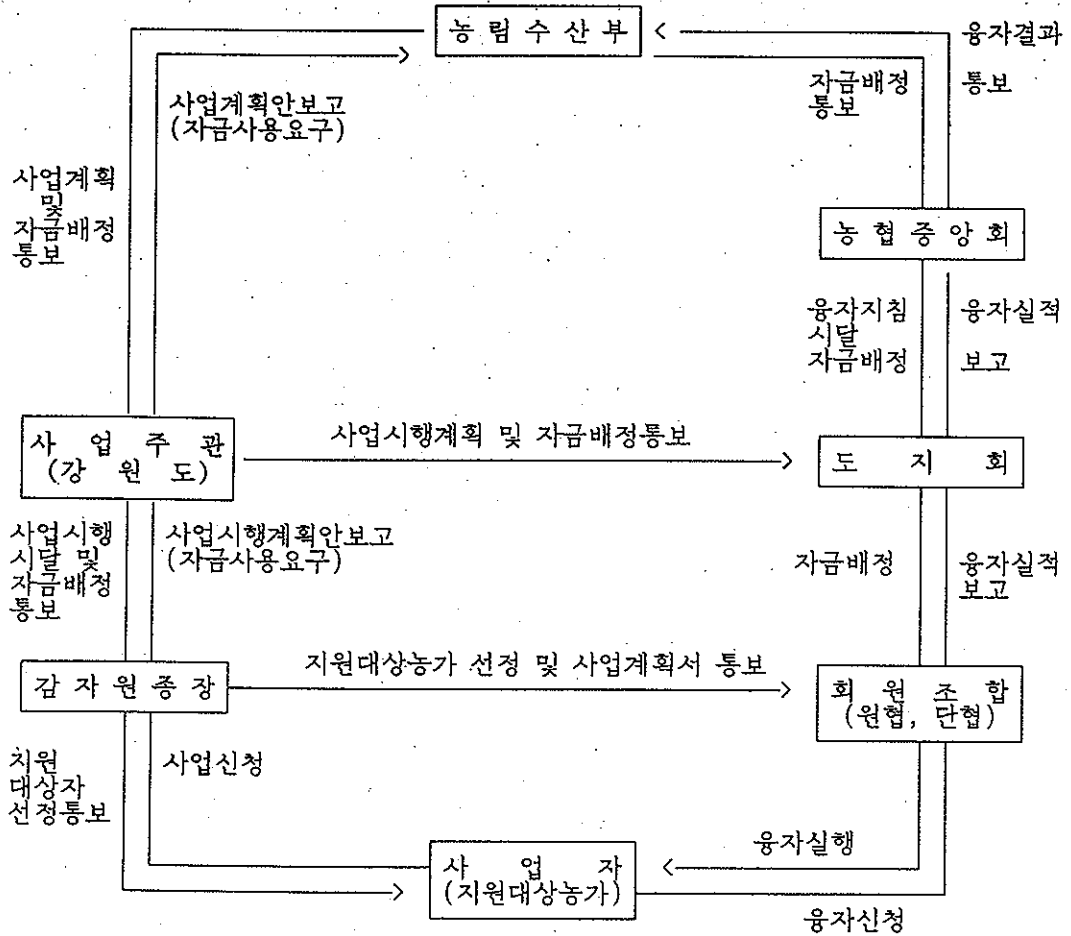 농 림 수 산 부
융자결과
통보
자금배정
통보
사업계획안보고
(자금사용요구)
사업계획
및
자금배정
통보
농 협 중 앙 회
융자지침
시달
자금배정
융자실적
보고
사 업 주 관
(강 원 도)
사업시행계획 및 자금배정통보
도 지 회
사업시행
시달 및
자금배정
통보
사업시행계획안보고
(자금사용요구)
자금배정
융자실적
보고
감 자 원 종 장
지원대상농가 선정 및 사업계획서 통보
회 원 조 합
(원협, 단협)
지원
대상자
선정통보
사업신청
융자실행
사 업 자
(지원대상농가)
융자신청